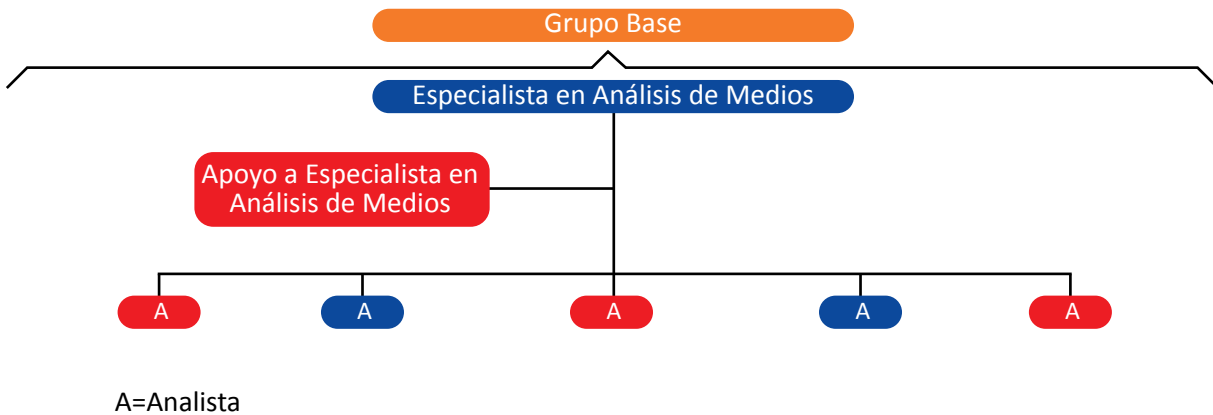 Grupo Base
Especialista en Análisis de Medios
Apoyo a Especialista en
Análisis de Medios
A
A
A
A
A
A=Analista